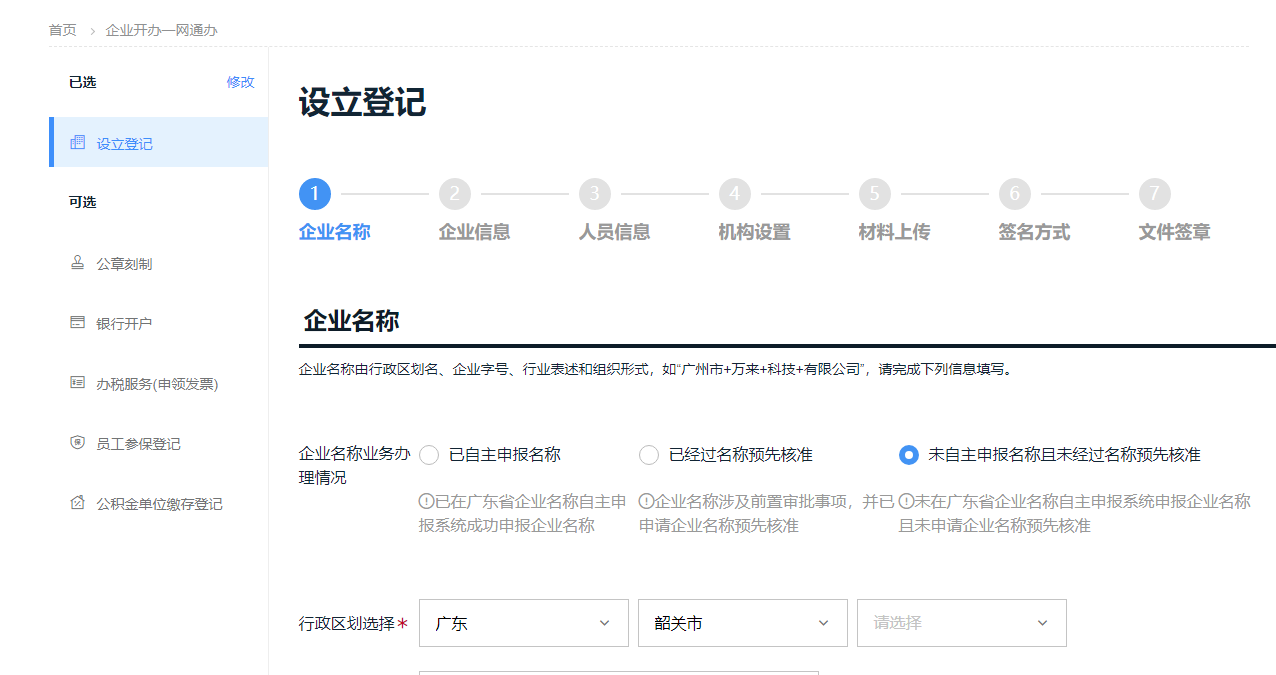 首页 > 企业开办一网通办
已选 修改
设立登记
可选
公章刻制
银行开户
办税服务(申领发票)
员工参保登记
公积金单位缴存登记
设立登记
1 2 3 4 5 6 7
企业名称 企业信息 人员信息 机构设置 材料上传 签名方式 文件签章
企业名称
企业名称由行政区划名、企业字号、行业表述和组织形式，如“广州市+万来+科技+有限公司”，请完成下列信息填写。
企业名称业务办
理情况
已自主申报名称
已在广东省企业名称自主申
报系统成功申报企业名称
已经过名称预先核准
企业名称涉及前置审批事项，并已
申请企业名称预先核准
未自主申报名称且未经过名称预先核准
未在广东省企业名称自主申报系统申报企业名称
且未申请企业名称预先核准
行政区划选择* 广东 韶关市 请选择